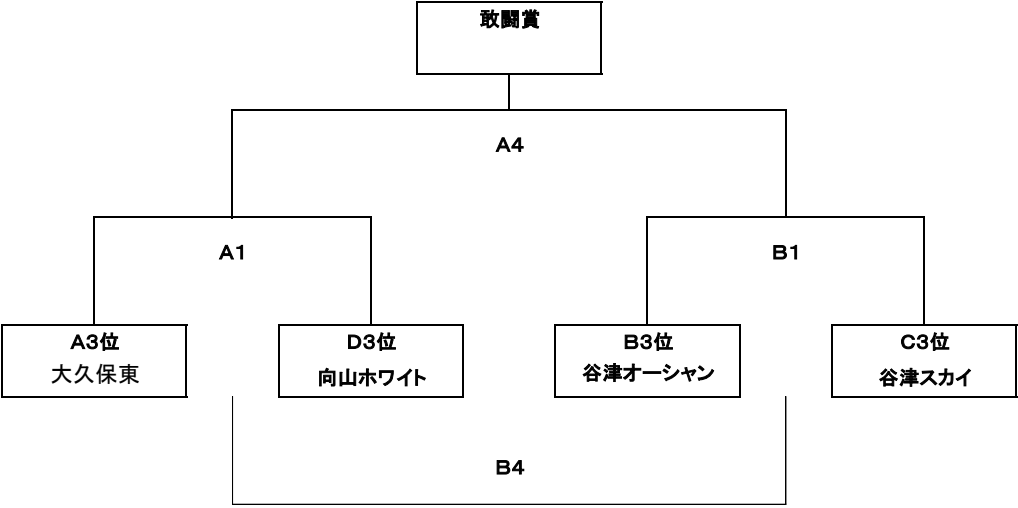 敢闘賞
A4
A1
B1
A3位
大久保東
D3位
向山ホワイト
B3位
谷津オーシャン
C3位
谷津スカイ
B4